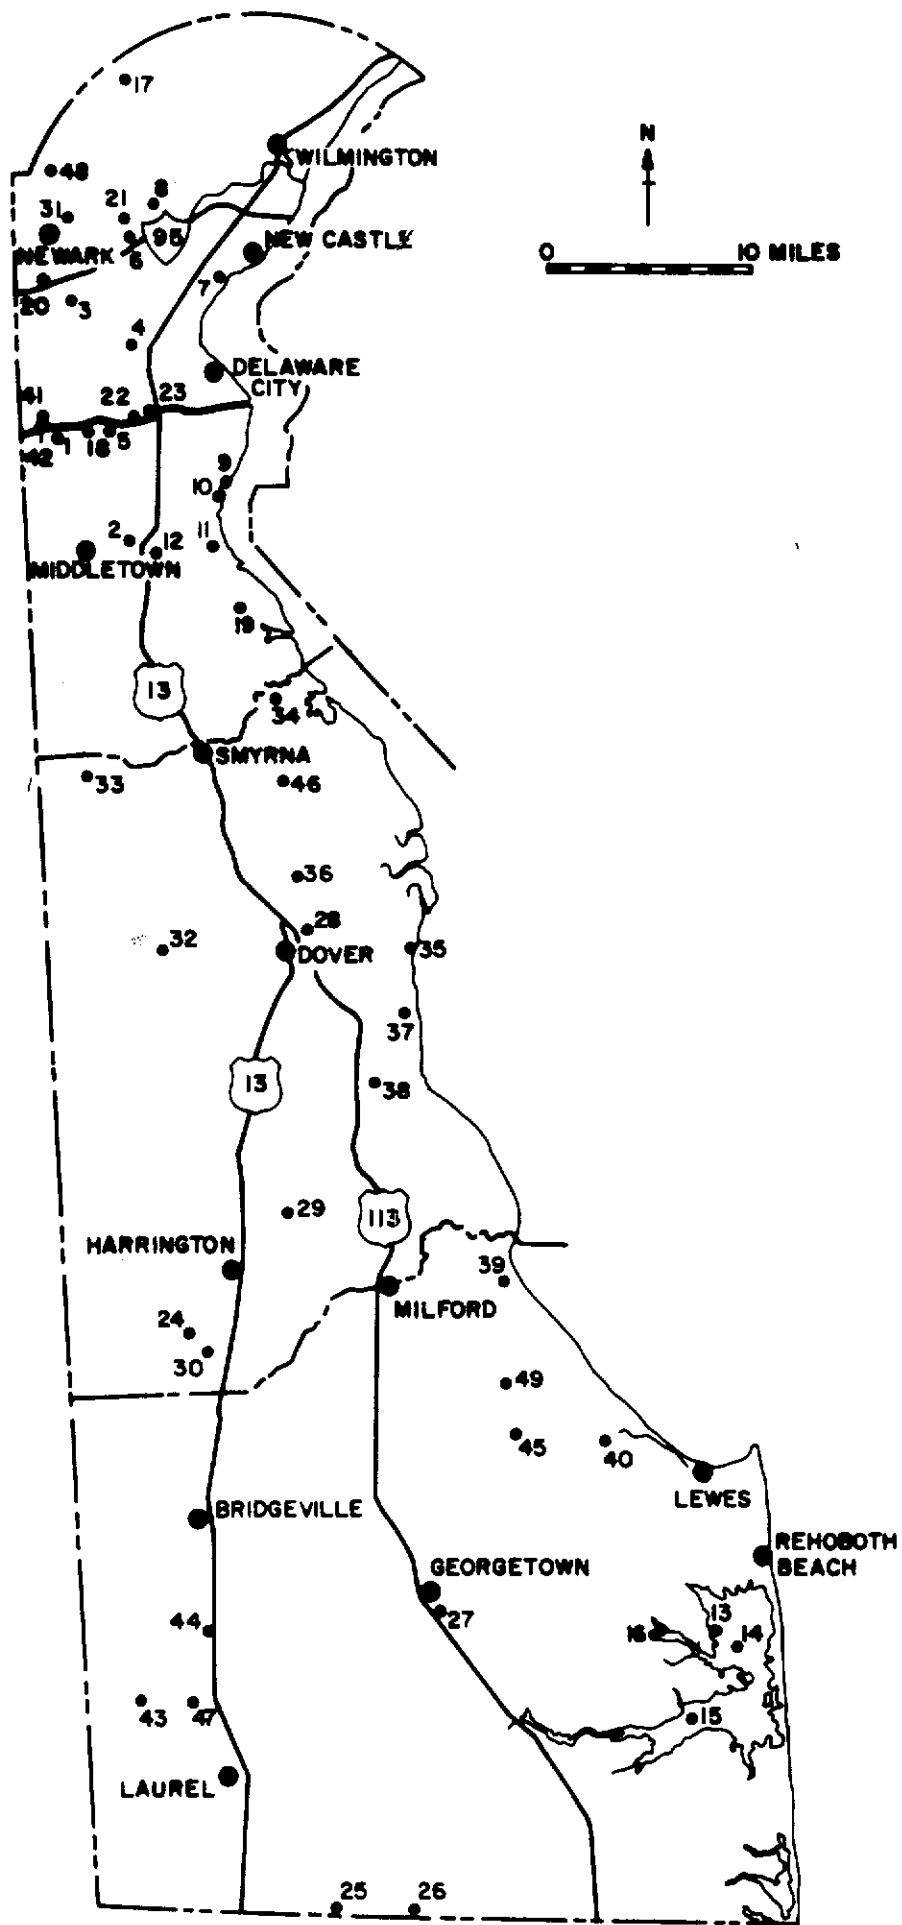 17
N
WILMINGTON
48
8
21
31
95
NEWARK
6
NEW CASTLE
0 10 MILES
7
20
3
4
DELAWARE
CITY
41
22
23
42
1
18
5
9
10
2
12
11
MIDDLETOWN
19
13
34
SMYRNA
33
46
36
28
32
DOVER
35
37
13
38
29
113
HARRINGTON
39
MILFORD
24
30
49
45
40
LEWES
BRIDGEVILLE
REHOBOTH
BEACH
GEORGETOWN
27
44
16
13
14
43
47
15
LAUREL
25
26